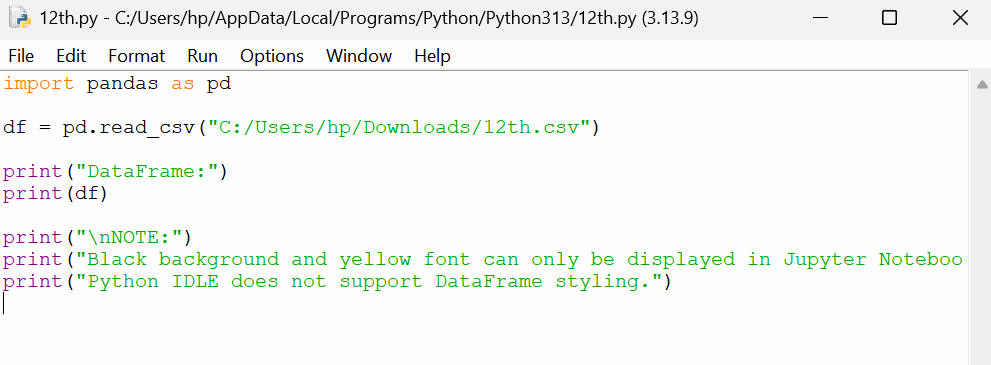 12th.py - C:/Users/hp/AppData/Local/Programs/Python/Python313/12th.py (3.13.9)
File Edit Format Run Options Window Help
import pandas as pd
df = pd.read_csv("C:/Users/hp/Downloads/12th.csv")
print("DataFrame:")
print(df)
print("\nNOTE:")
print("Black background and yellow font can only be displayed in Jupyter Noteboo
print("Python IDLE does not support DataFrame styling.")